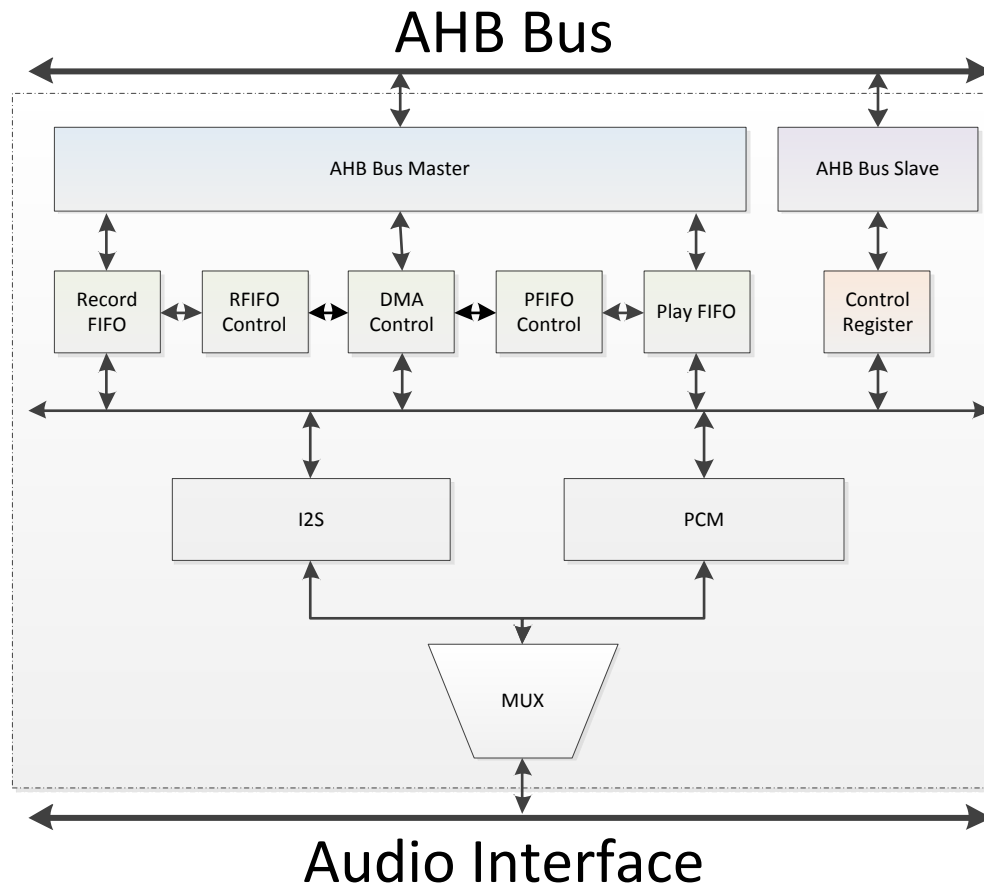 AHB Bus
AHB Bus Master
AHB Bus Slave
Record
FIFO
RFIFO
Control
DMA
Control
PFIFO
Control
Play FIFO
Control
Register
I2S
PCM
MUX
Audio Interface